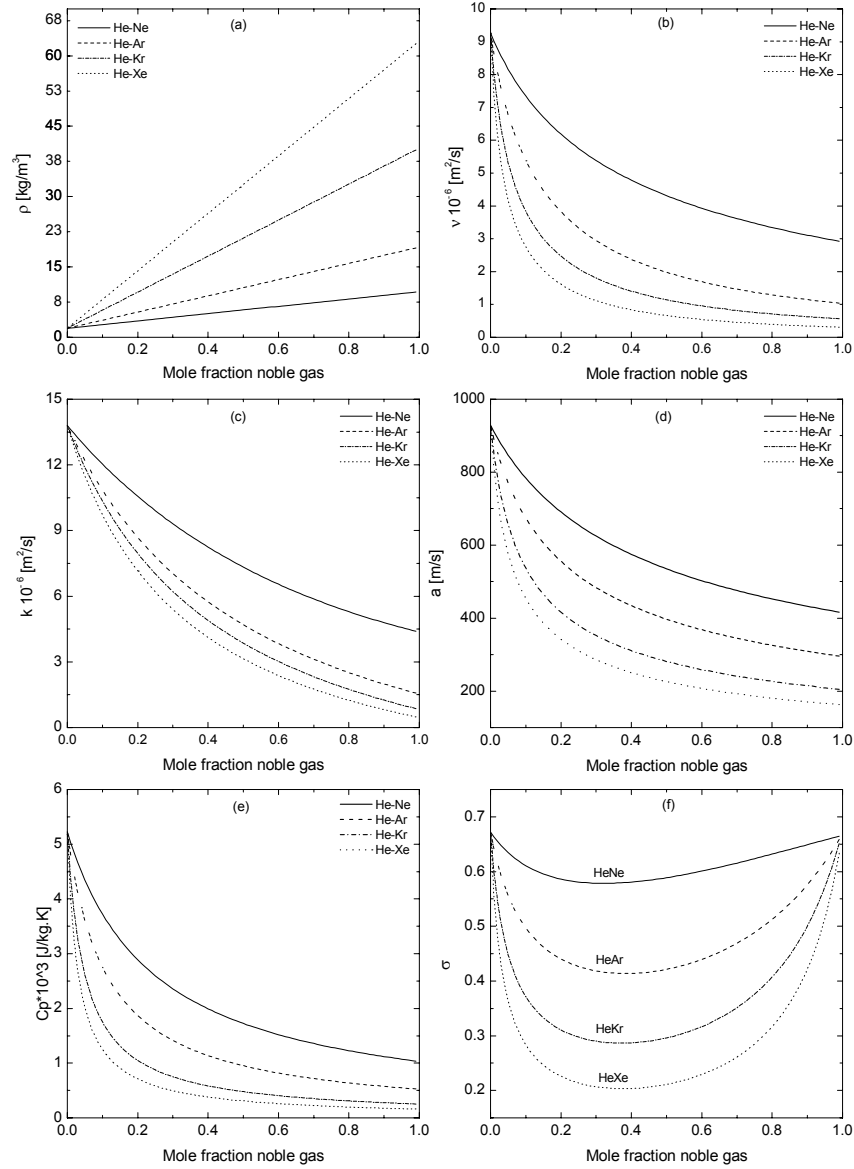 (a)
He-Ne
He-Ar
He-Kr
He-Xe
68
60
53
45
38
30
23
15
8
0
ρ [kg/m³]
0.0 0.2 0.4 0.6 0.8 1.0
Mole fraction noble gas
(b)
He-Ne
He-Ar
He-Kr
He-Xe
10
9
8
7
6
5
4
3
2
1
0
ν 10⁻⁶ [m²/s]
0.0 0.2 0.4 0.6 0.8 1.0
Mole fraction noble gas
(c)
He-Ne
He-Ar
He-Kr
He-Xe
15
12
9
6
3
0
k 10⁻⁶ [m²/s]
0.0 0.2 0.4 0.6 0.8 1.0
Mole fraction noble gas
(d)
He-Ne
He-Ar
He-Kr
He-Xe
1000
800
600
400
200
a [m/s]
0.0 0.2 0.4 0.6 0.8 1.0
Mole fraction noble gas
(e)
He-Ne
He-Ar
He-Kr
He-Xe
6
5
4
3
2
1
0
Cp*10^3 [J/kg.K]
0.0 0.2 0.4 0.6 0.8 1.0
Mole fraction noble gas
(f)
HeNe
HeAr
HeKr
HeXe
0.7
0.6
0.5
0.4
0.3
0.2
σ
0.0 0.2 0.4 0.6 0.8 1.0
Mole fraction noble gas